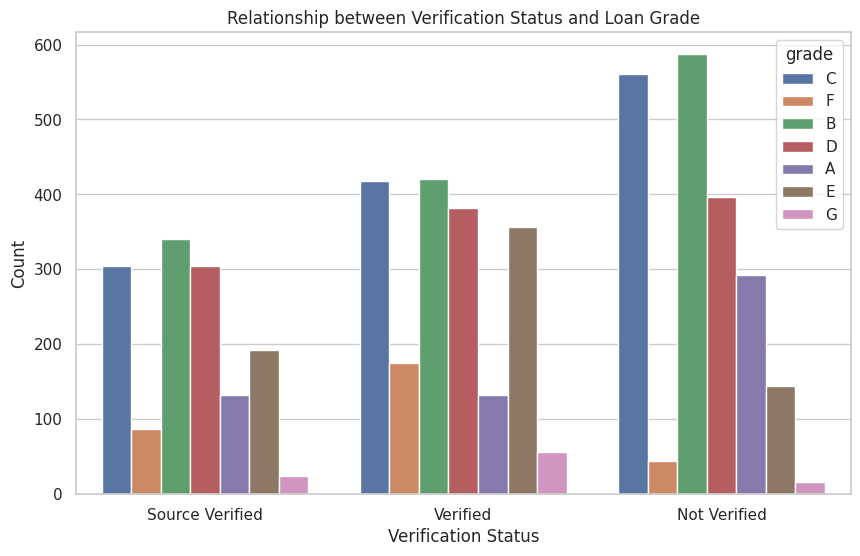 Relationship between Verification Status and Loan Grade
grade
C
F
B
D
A
E
G
600
500
400
300
200
100
0
Count
Source Verified
Verified
Not Verified
Verification Status